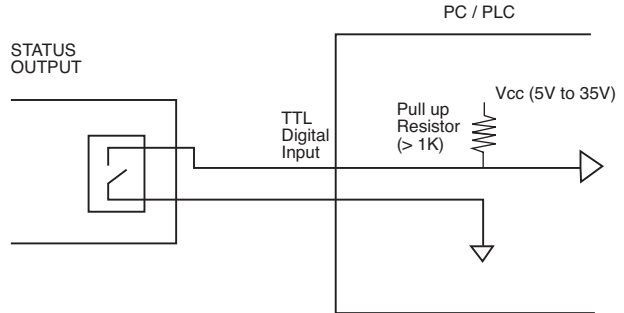 PC / PLC
STATUS
OUTPUT
Vcc (5V to 35V)
TTL
Digital
Input
Pull up
Resistor
(> 1K)